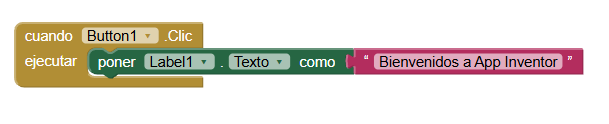 cuando Button1 .Clic
ejecutar poner Label1 . Texto como “ Bienvenidos a App Inventor ”